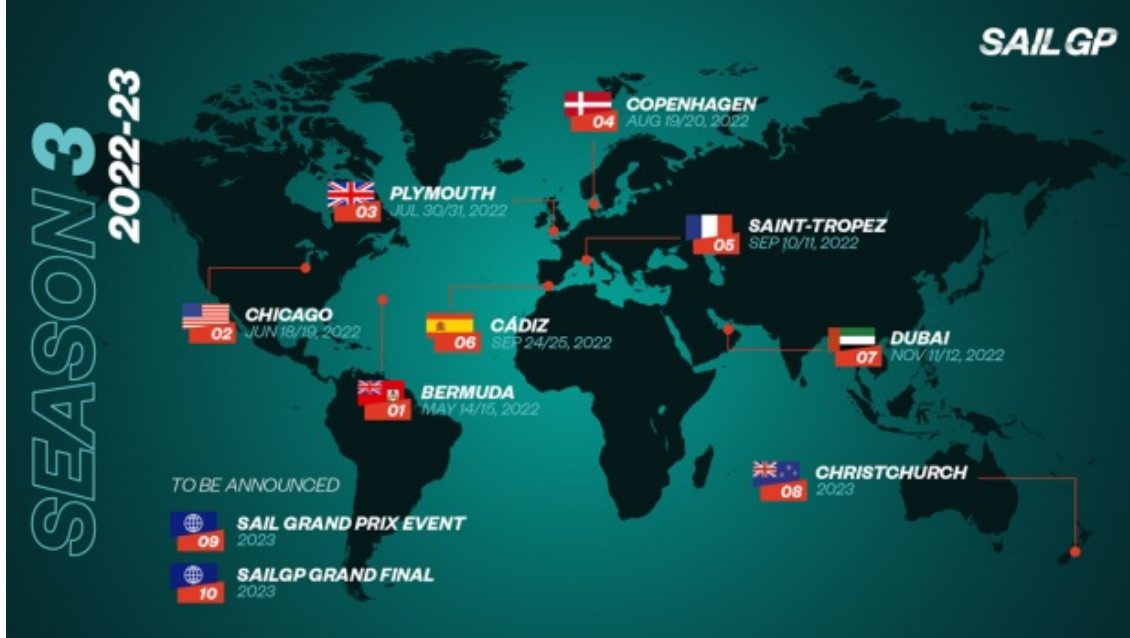 SAIL GP
SEASON 3
2022-23
04
COPENHAGEN
AUG 19/20, 2022
03
PLYMOUTH
JUL 30/31, 2022
05
SAINT-TROPEZ
SEP 10/11, 2022
02
CHICAGO
JUN 18/19, 2022
06
CÁDIZ
SEP 24/25, 2022
07
DUBAI
NOV 11/12, 2022
01
BERMUDA
MAY 14/15, 2022
08
CHRISTCHURCH
2023
TO BE ANNOUNCED
09
SAIL GRAND PRIX EVENT
2023
10
SAILGP GRAND FINAL
2023